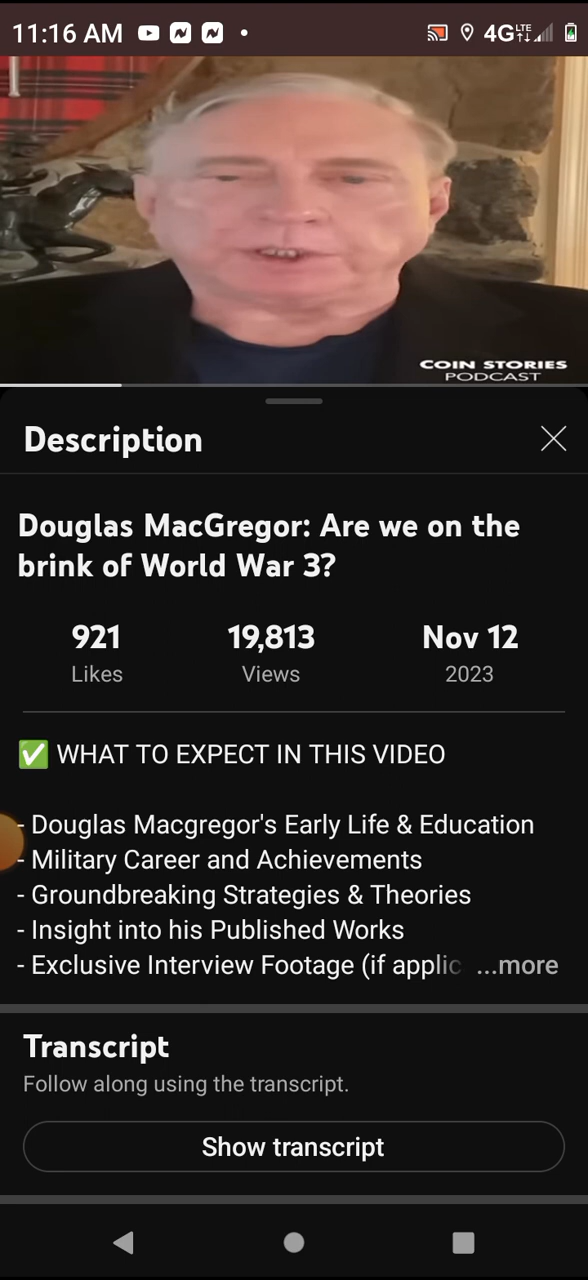 11:16 AM
4G LTE
COIN STORIES
PODCAST
Description
Douglas MacGregor: Are we on the
brink of World War 3?
921
Likes
19,813
Views
Nov 12
2023
✅ WHAT TO EXPECT IN THIS VIDEO
- Douglas Macgregor's Early Life & Education
- Military Career and Achievements
- Groundbreaking Strategies & Theories
- Insight into his Published Works
- Exclusive Interview Footage (if applic ...more
Transcript
Follow along using the transcript.
Show transcript